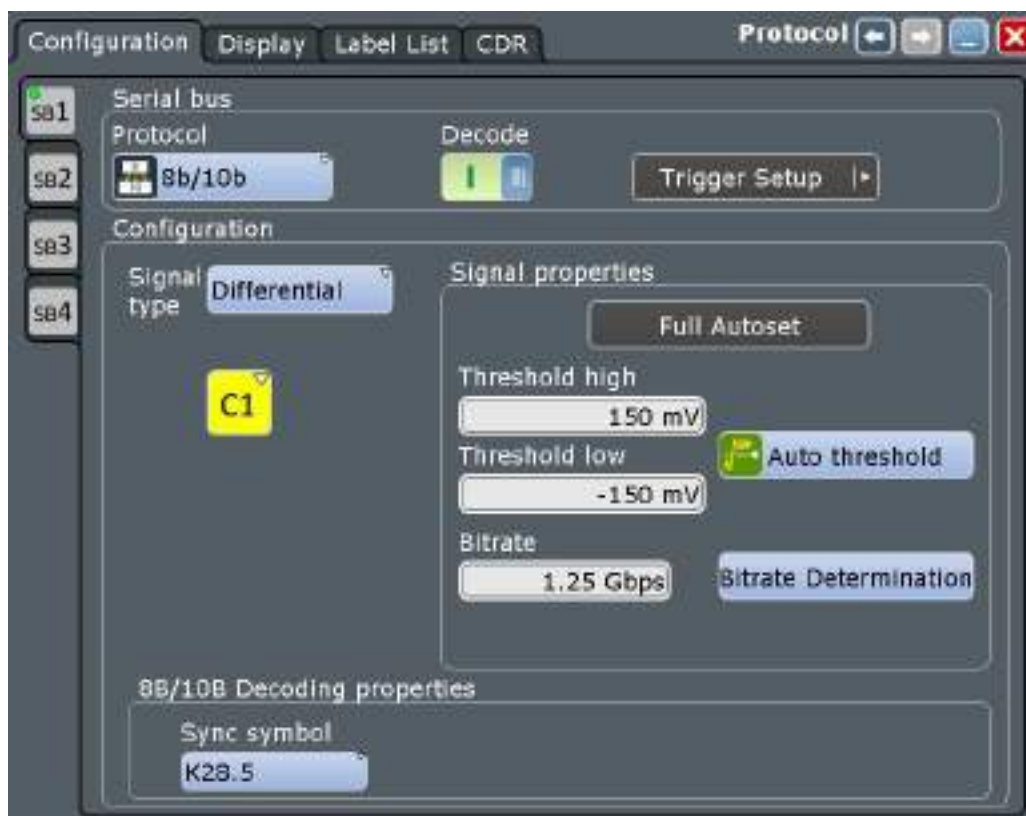 Configuration Display Label List CDR Protocol
SB1
SB2
SB3
SB4
Serial bus
Protocol
8b/10b
Decode
Trigger Setup
Configuration
Signal type
Differential
C1
Signal properties
Full Autoset
Threshold high
150 mV
Threshold low
-150 mV
Auto threshold
Bitrate
1.25 Gbps
Bitrate Determination
8B/10B Decoding properties
Sync symbol
K28.5